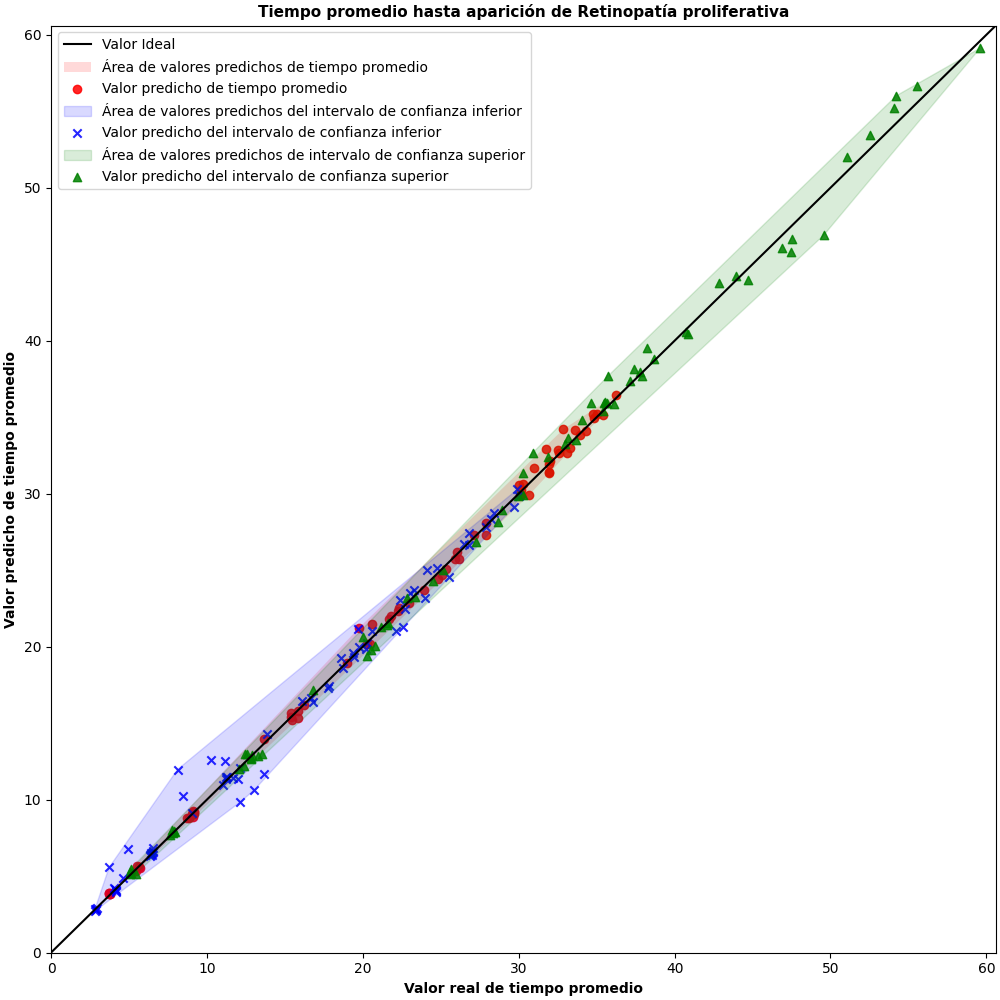 Tiempo promedio hasta aparición de Retinopatía proliferativa
Valor Ideal
Área de valores predichos de tiempo promedio
Valor predicho de tiempo promedio
Área de valores predichos del intervalo de confianza inferior
Valor predicho del intervalo de confianza inferior
Área de valores predichos de intervalo de confianza superior
Valor predicho del intervalo de confianza superior
Valor predicho de tiempo promedio
60
50
40
30
20
10
0
0 10 20 30 40 50 60
Valor real de tiempo promedio